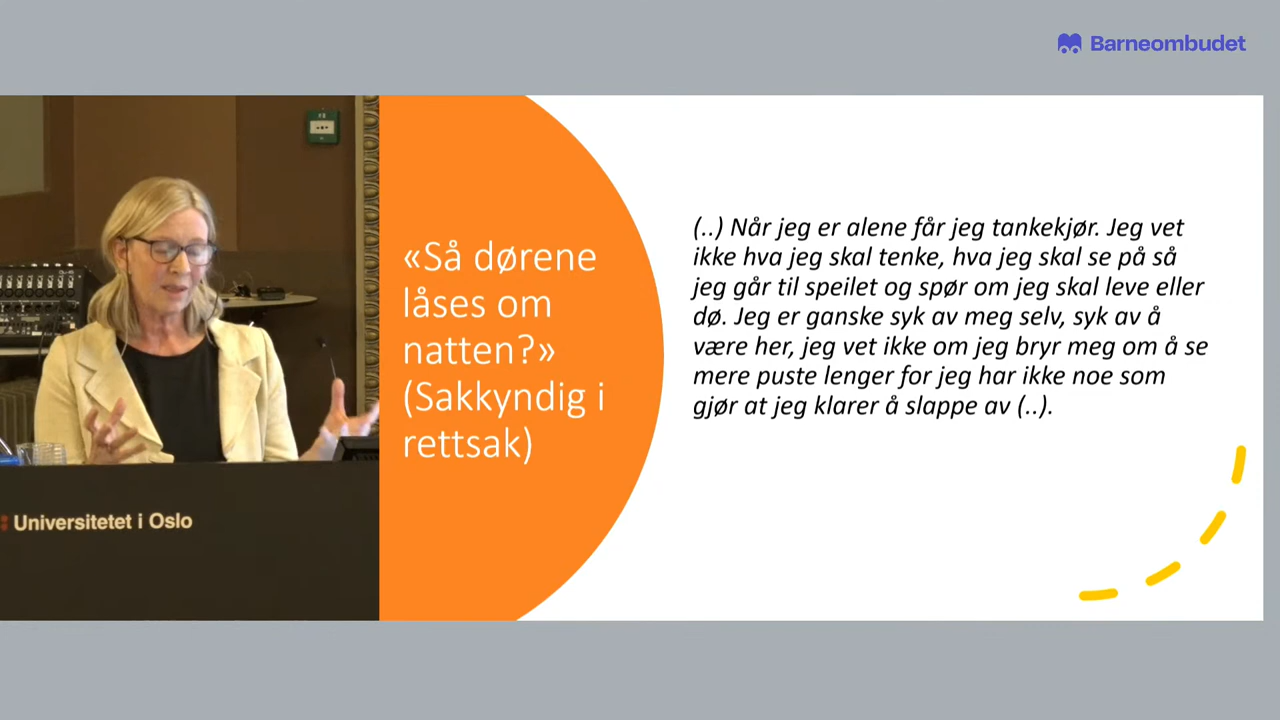 Barneombudet
«Så dørene
låses om
natten?»
(Sakkyndig i
rettsak)
(..) Når jeg er alene får jeg tankekjør. Jeg vet
ikke hva jeg skal tenke, hva jeg skal se på så
jeg går til speilet og spør om jeg skal leve eller
dø. Jeg er ganske syk av meg selv, syk av å
være her, jeg vet ikke om jeg bryr meg om å se
mere puste lenger for jeg har ikke noe som
gjør at jeg klarer å slappe av (..).
Universitetet i Oslo